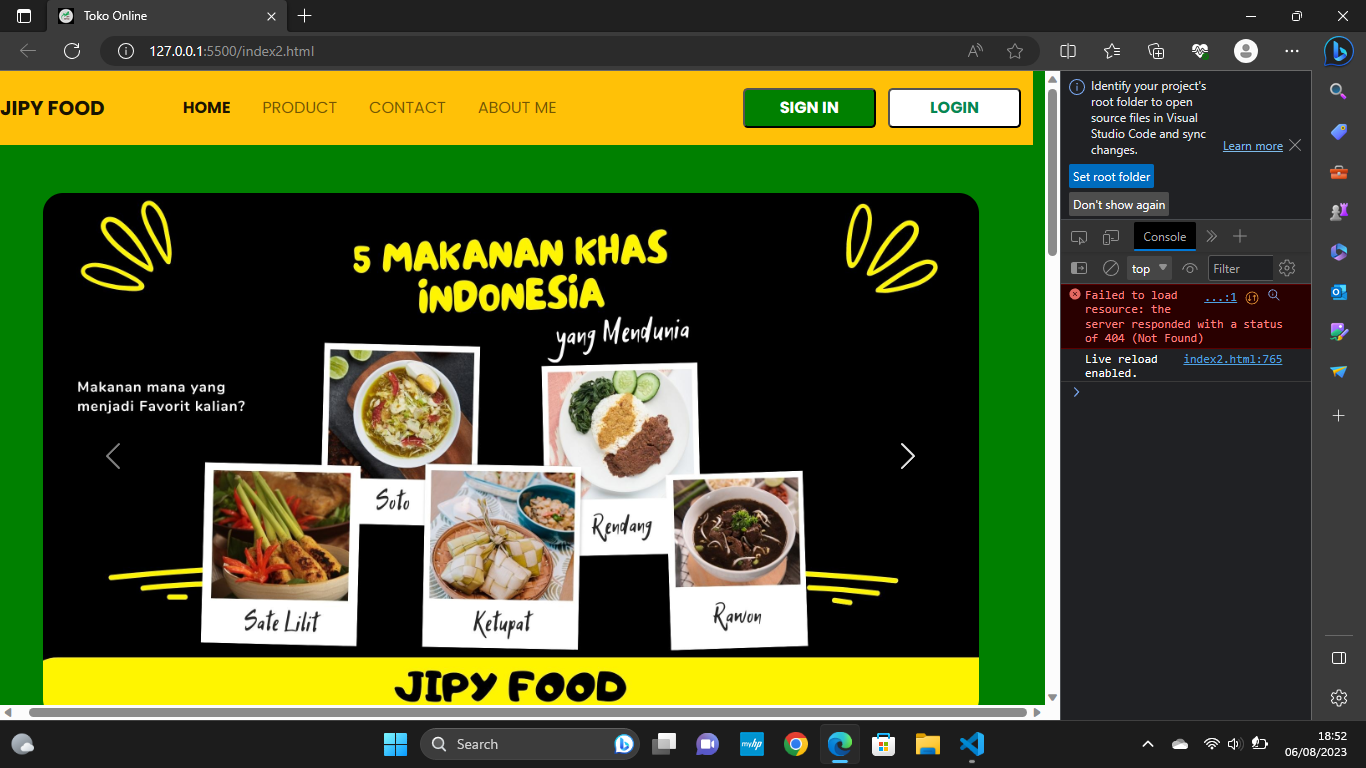 Toko Online
127.0.0.1:5500/index2.html
JIPY FOOD
HOME
PRODUCT
CONTACT
ABOUT ME
SIGN IN
LOGIN
5 MAKANAN KHAS
INDONESIA
yang Mendunia
Makanan mana yang
menjadi Favorit kalian?
Soto
Rendang
Sate Lilit
Ketupat
Rawon
JIPY FOOD
Identify your project's
root folder to open
source files in Visual
Studio Code and sync
changes.
Learn more
Set root folder
Don't show again
Console
top
Filter
Failed to load ...:1
resource: the
server responded with a status
of 404 (Not Found)
Live reload index2.html:765
enabled.
Search
myhp
18:52
06/08/2023